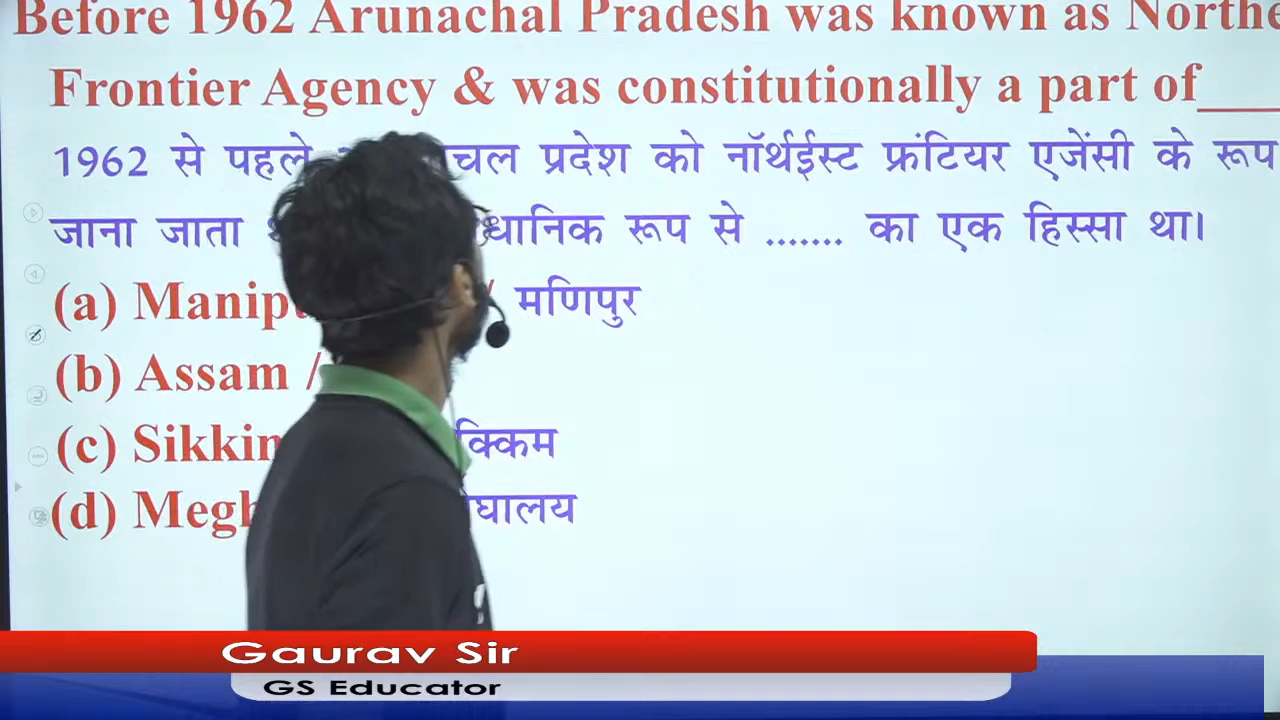 Before 1962 Arunachal Pradesh was known as Northe
Frontier Agency & was constitutionally a part of____
1962 से पहले चल प्रदेश को नॉर्थईस्ट फ्रंटियर एजेंसी के रूप
जाना जाता धानिक रूप से ....... का एक हिस्सा था।
(a) Manip / मणिपुर
(b) Assam /
(c) Sikkin क्किम
(d) Megh घालय
Gaurav Sir
GS Educator